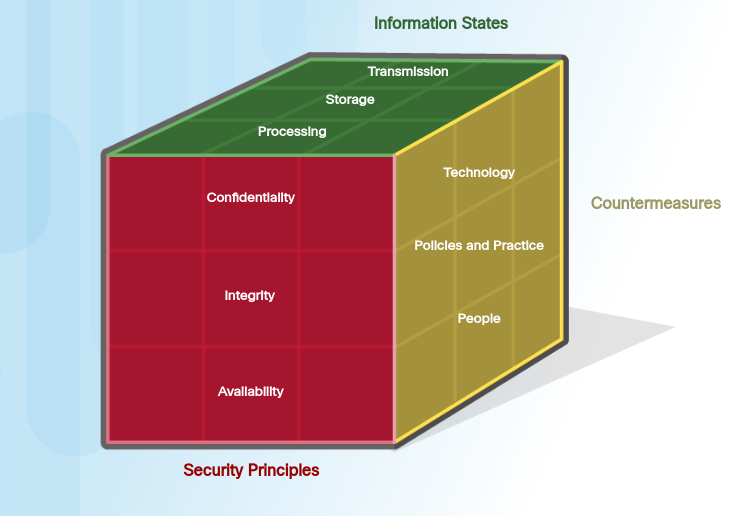 Information States
Transmission
Storage
Processing
Technology
Confidentiality
Countermeasures
Policies and Practice
Integrity
People
Availability
Security Principles